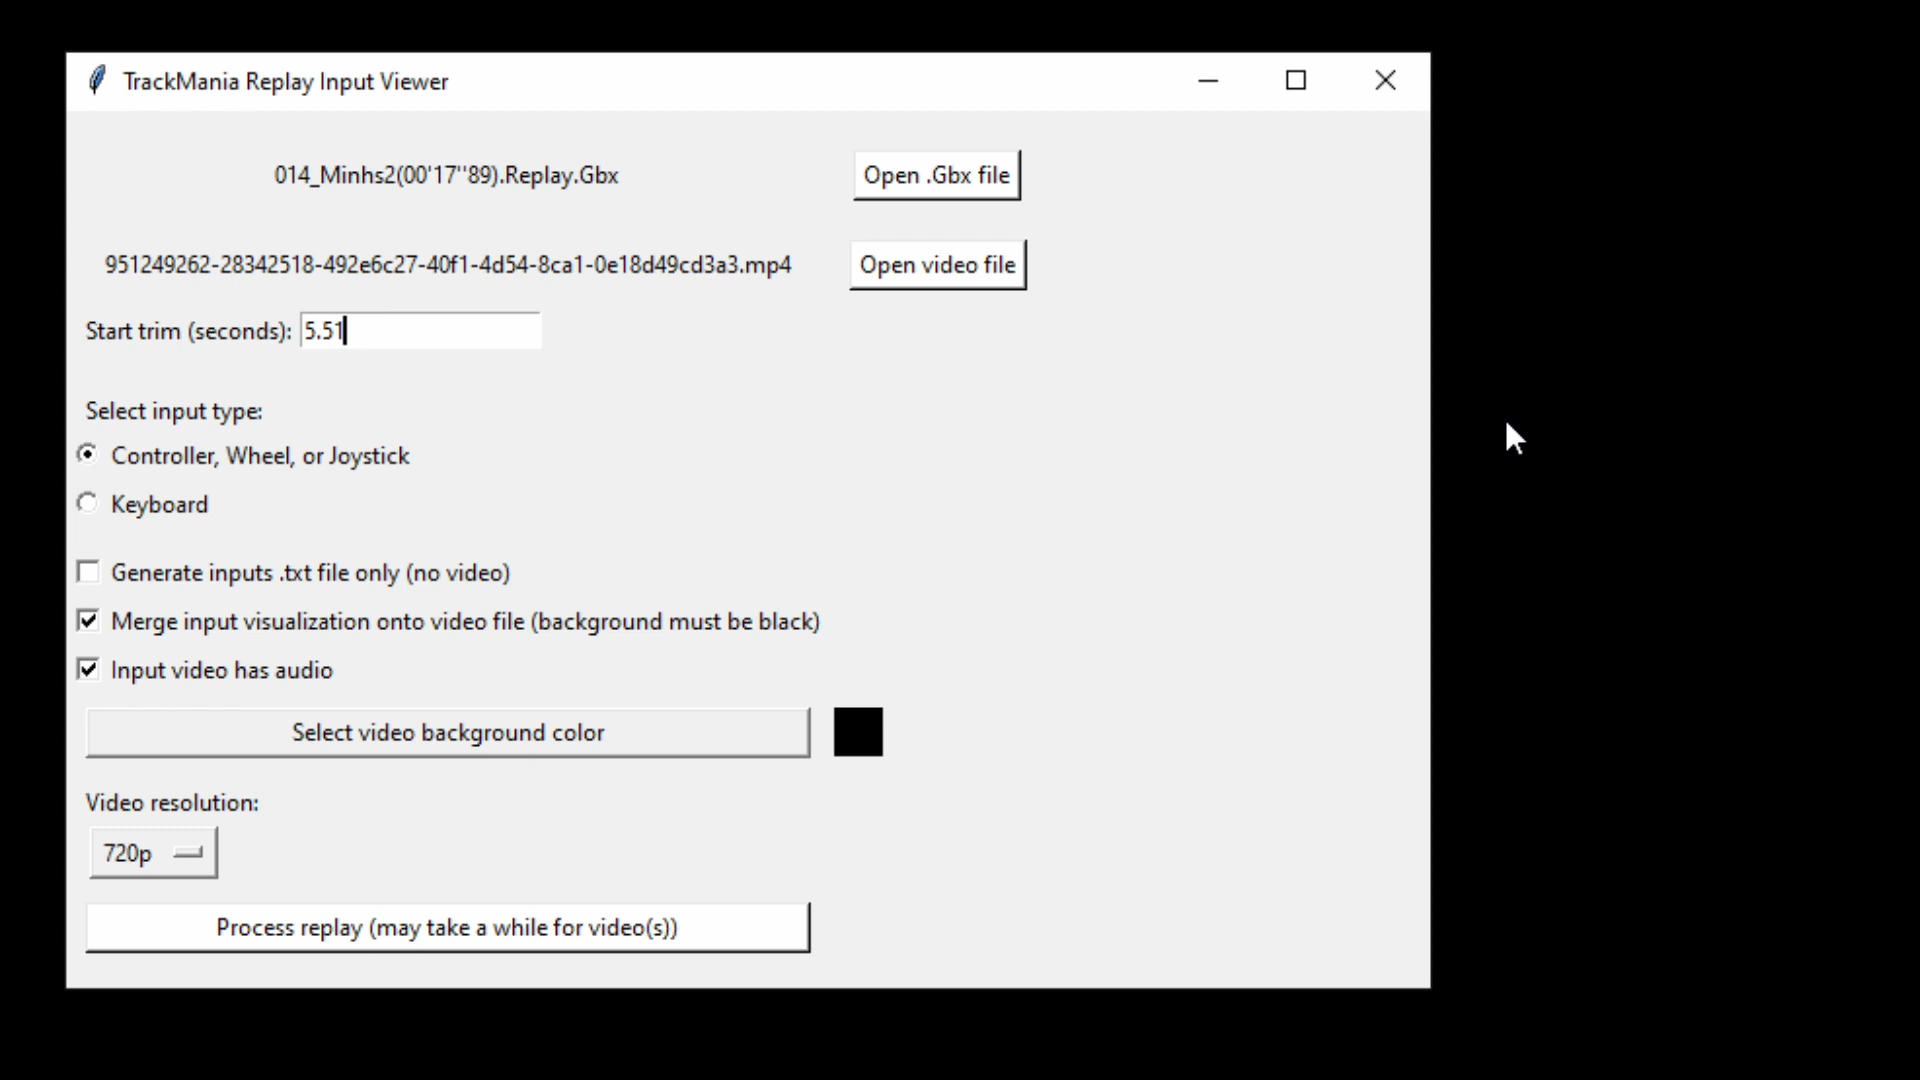 TrackMania Replay Input Viewer
014_Minhs2(00'17''89).Replay.Gbx
Open .Gbx file
951249262-28342518-492e6c27-40f1-4d54-8ca1-0e18d49cd3a3.mp4
Open video file
Start trim (seconds): 5.51
Select input type:
Controller, Wheel, or Joystick
Keyboard
Generate inputs .txt file only (no video)
Merge input visualization onto video file (background must be black)
Input video has audio
Select video background color
Video resolution:
720p
Process replay (may take a while for video(s))